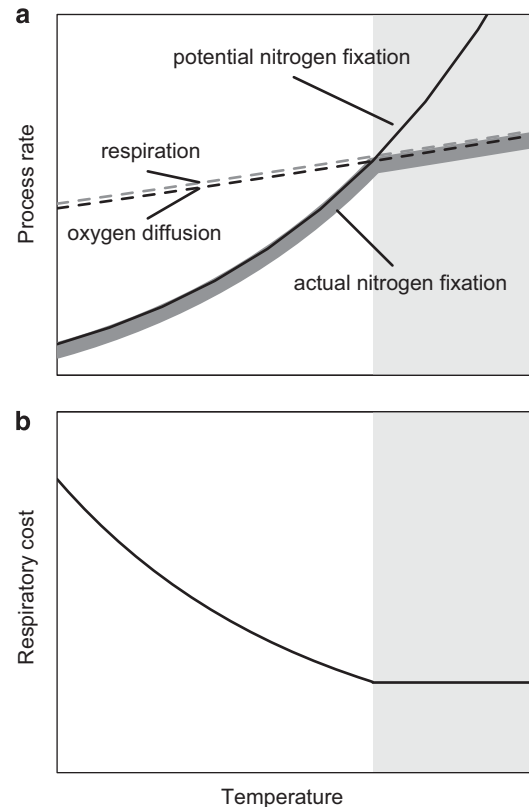 a
potential nitrogen fixation
respiration
oxygen diffusion
actual nitrogen fixation
Process rate
b
Respiratory cost
Temperature